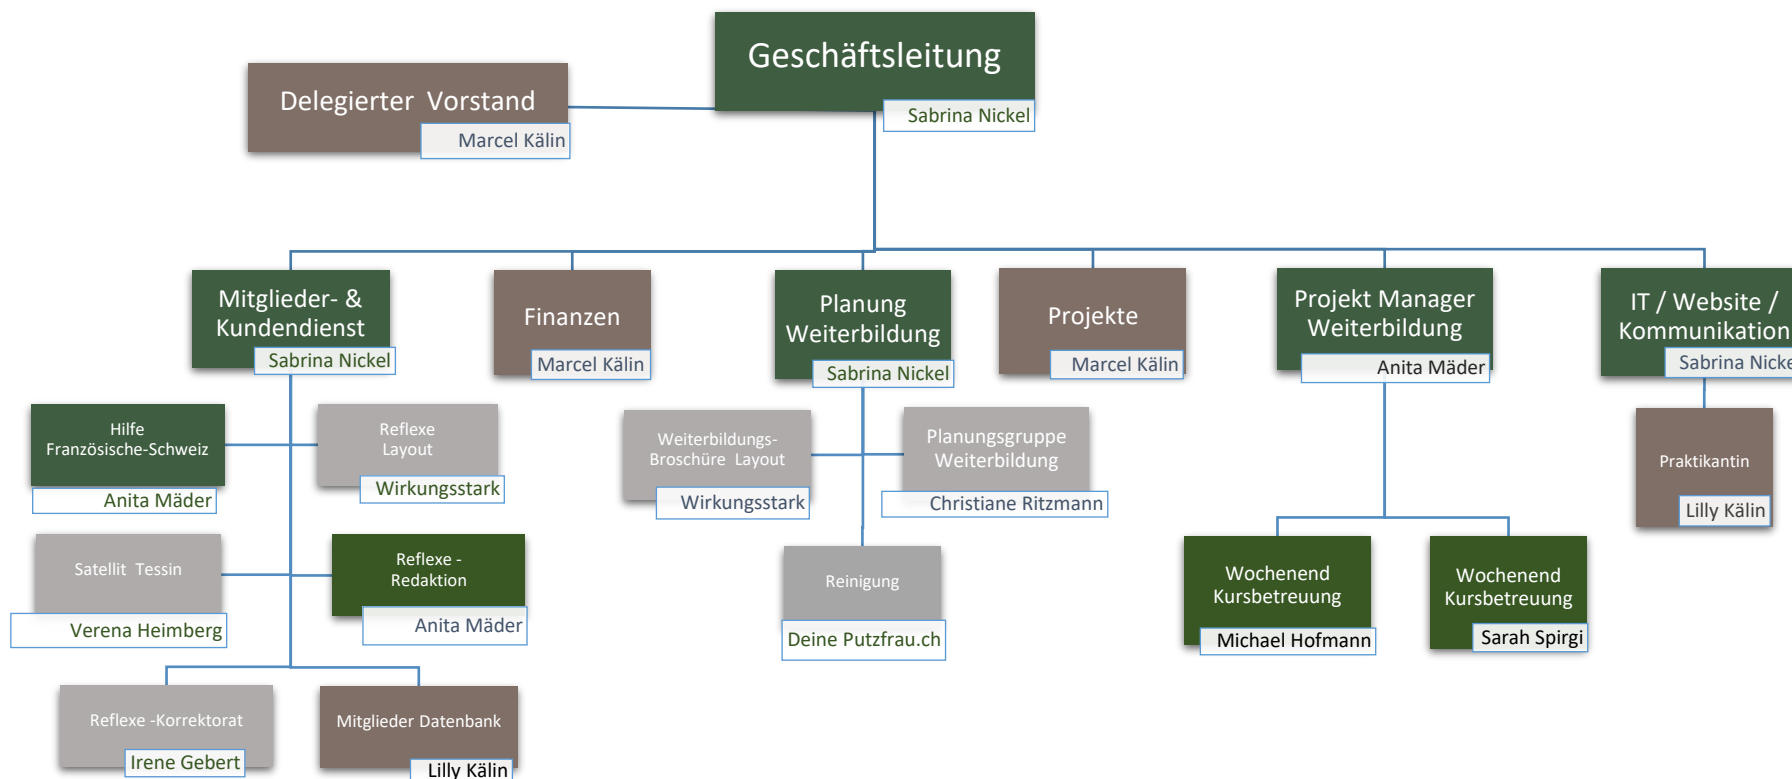 Geschäftsleitung
Sabrina Nickel
Delegierter Vorstand
Marcel Kälin
Mitglieder- &
Kundendienst
Sabrina Nickel
Finanzen
Marcel Kälin
Planung
Weiterbildung
Sabrina Nickel
Projekte
Marcel Kälin
Projekt Manager
Weiterbildung
Anita Mäder
IT / Website /
Kommunikation
Sabrina Nicke
Hilfe
Französische-Schweiz
Anita Mäder
Reflexe
Layout
Wirkungsstark
Weiterbildungs-
Broschüre Layout
Wirkungsstark
Planungsgruppe
Weiterbildung
Christiane Ritzmann
Praktikantin
Lilly Kälin
Satellit Tessin
Verena Heimberg
Reflexe -
Redaktion
Anita Mäder
Reinigung
Deine Putzfrau.ch
Wochenend
Kursbetreuung
Michael Hofmann
Wochenend
Kursbetreuung
Sarah Spirgi
Reflexe -Korrektorat
Irene Gebert
Mitglieder Datenbank
Lilly Kälin